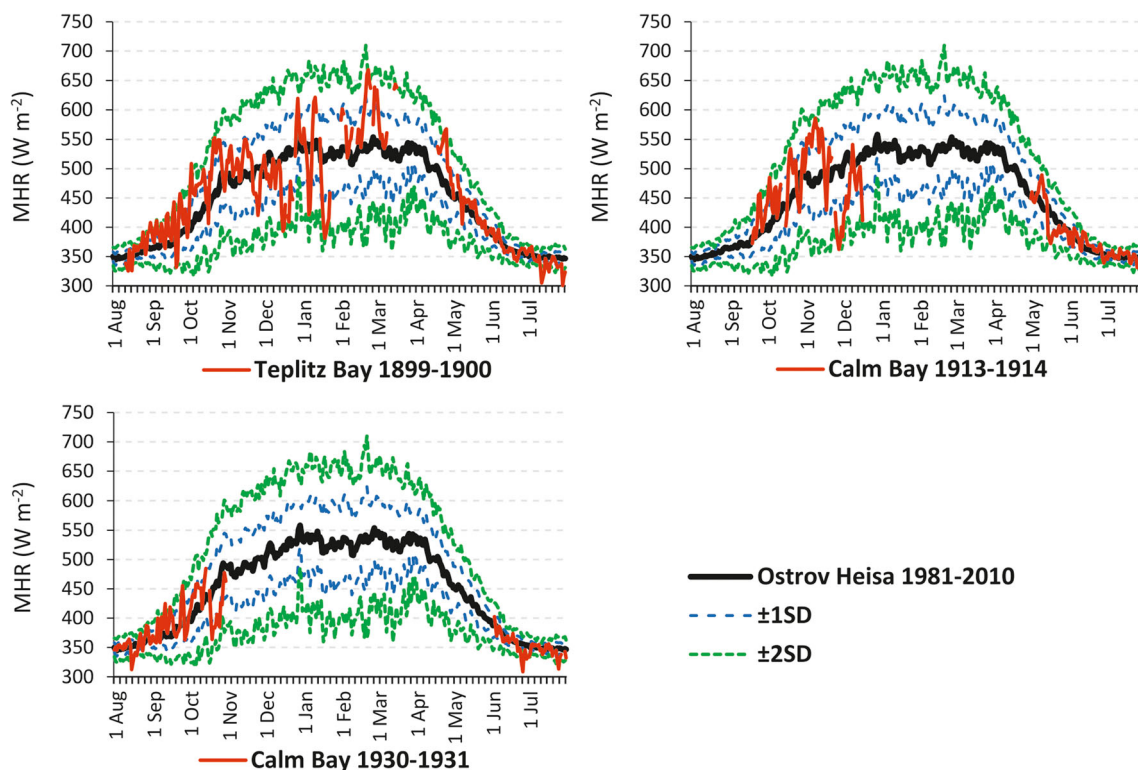 750
700
650
600
550
500
450
400
350
300
MHR (W m⁻²)
1 Aug
1 Sep
1 Oct
1 Nov
1 Dec
1 Jan
1 Feb
1 Mar
1 Apr
1 May
1 Jun
1 Jul
Teplitz Bay 1899-1900
750
700
650
600
550
500
450
400
350
300
MHR (W m⁻²)
1 Aug
1 Sep
1 Oct
1 Nov
1 Dec
1 Jan
1 Feb
1 Mar
1 Apr
1 May
1 Jun
1 Jul
Calm Bay 1913-1914
750
700
650
600
550
500
450
400
350
300
MHR (W m⁻²)
1 Aug
1 Sep
1 Oct
1 Nov
1 Dec
1 Jan
1 Feb
1 Mar
1 Apr
1 May
1 Jun
1 Jul
Calm Bay 1930-1931
Ostrov Heisa 1981-2010
±1SD
±2SD